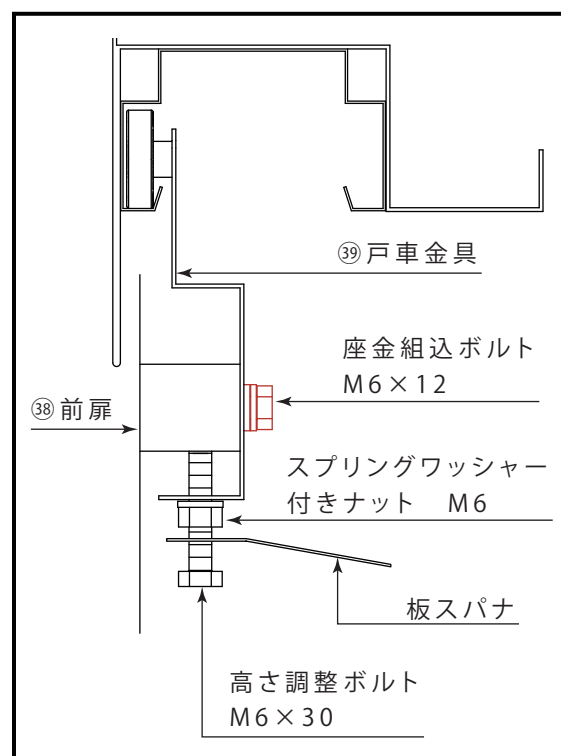 ㊴戸車金具
座金組込ボルト
M6×12
㊳前扉
スプリングワッシャー
付きナット　M6
板スパナ
高さ調整ボルト
M6×30